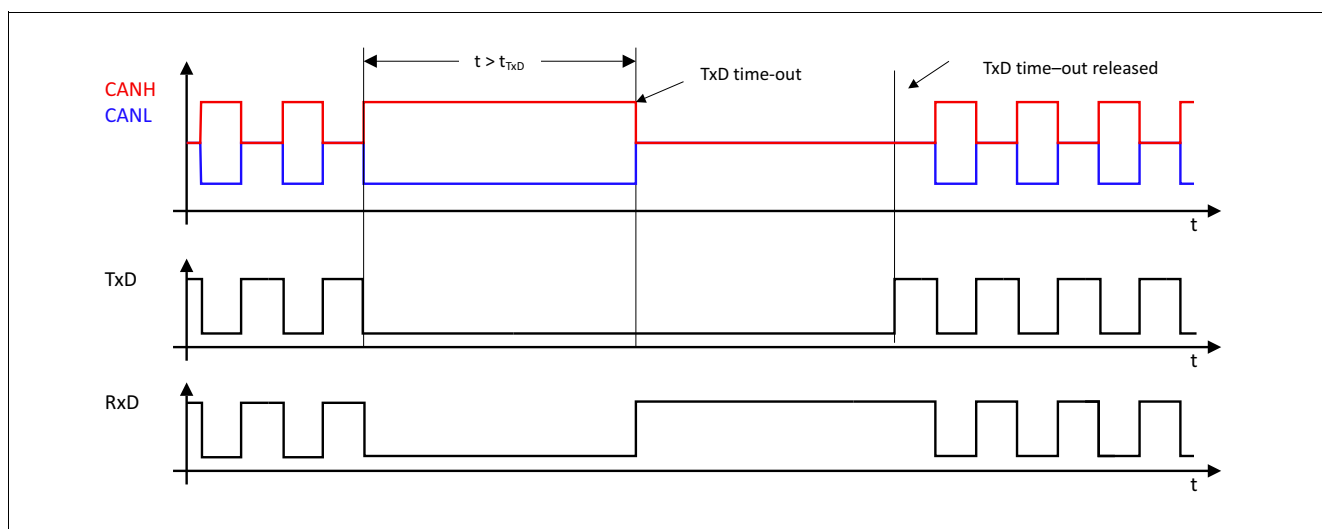 t > tTxD
TxD time-out
TxD time–out released
CANH
CANL
t
TxD
t
RxD
t